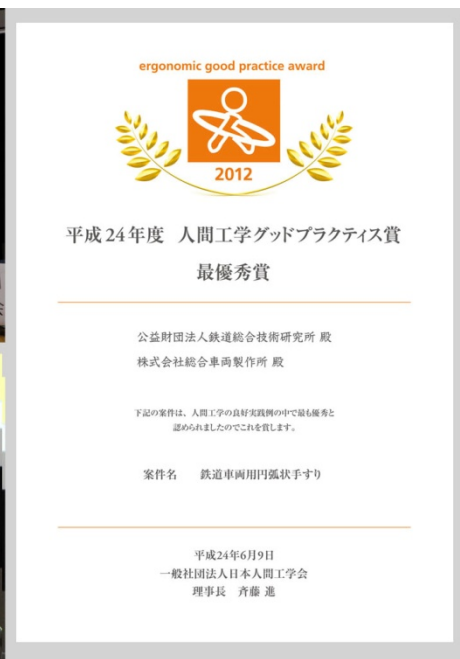 ergonomic good practice award
2012
平成24年度 人間工学グッドプラクティス賞
最優秀賞
公益財団法人鉄道総合技術研究所 殿
株式会社総合車両製作所 殿
下記の案件は、人間工学の良好実践例の中で最も優秀と
認められましたのでこれを賞します。
案件名 鉄道車両用円弧状手すり
平成24年6月9日
一般社団法人日本人間工学会
理事長 斉藤 進